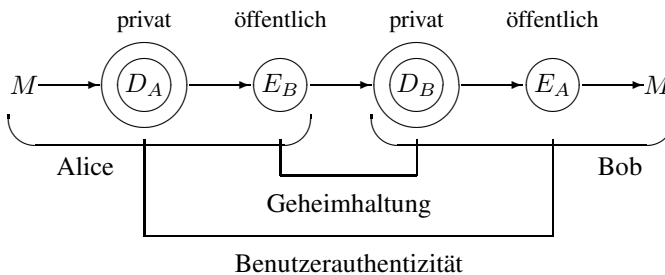 privat öffentlich privat öffentlich
M D_A E_B D_B E_A M
Alice Bob
Geheimhaltung
Benutzerauthentizität